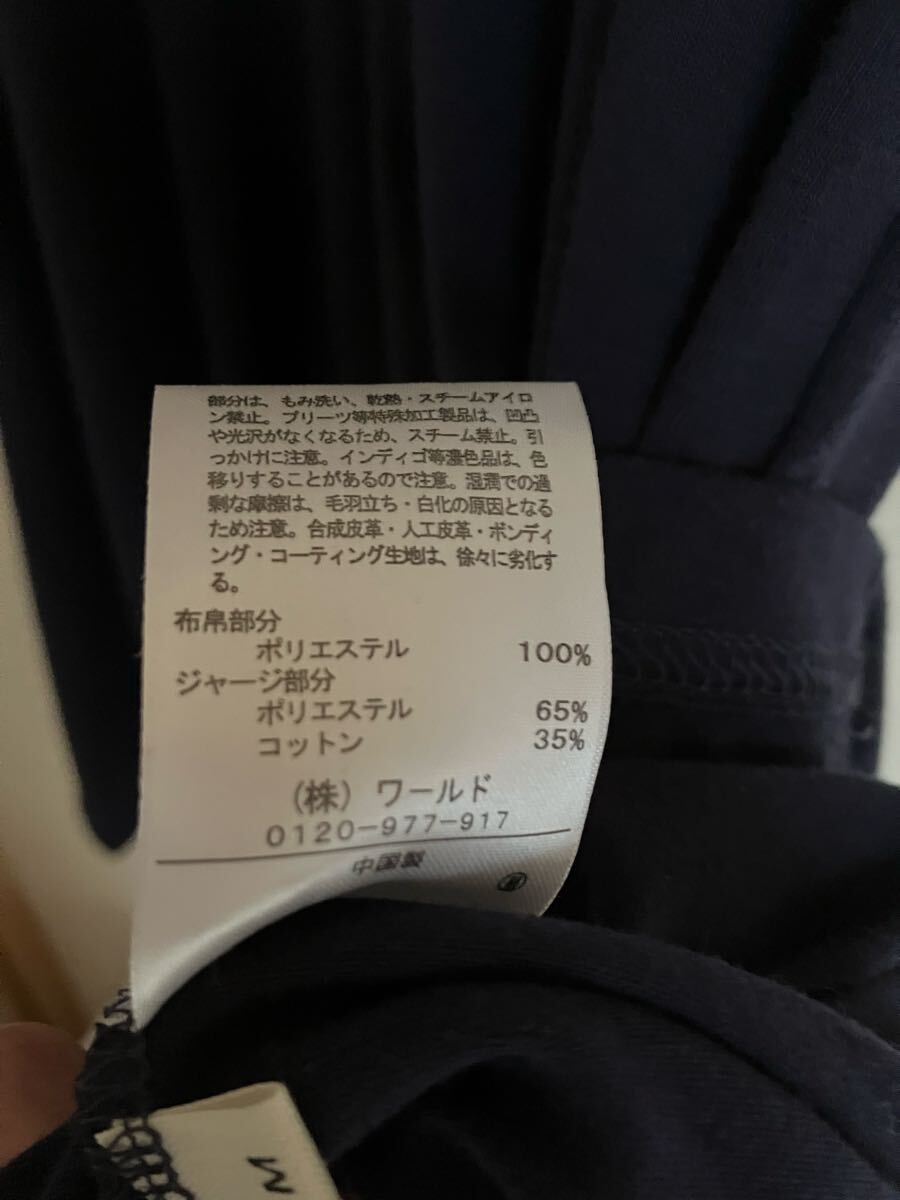 部分は、もみ洗い、乾熱・スチームアイロ
ン禁止。プリーツ等特殊加工製品は、凹凸
や光沢がなくなるため、スチーム禁止。引
っかけに注意。インディゴ等濃色品は、色
移りすることがあるので注意。湿潤での過
剰な摩擦は、毛羽立ち・白化の原因となる
ため注意。合成皮革・人工皮革・ボンディ
ング・コーティング生地は、徐々に劣化す
る。
布帛部分
ポリエステル 100%
ジャージ部分
ポリエステル 65%
コットン 35%
(株) ワールド
0120-977-917
中国製
M